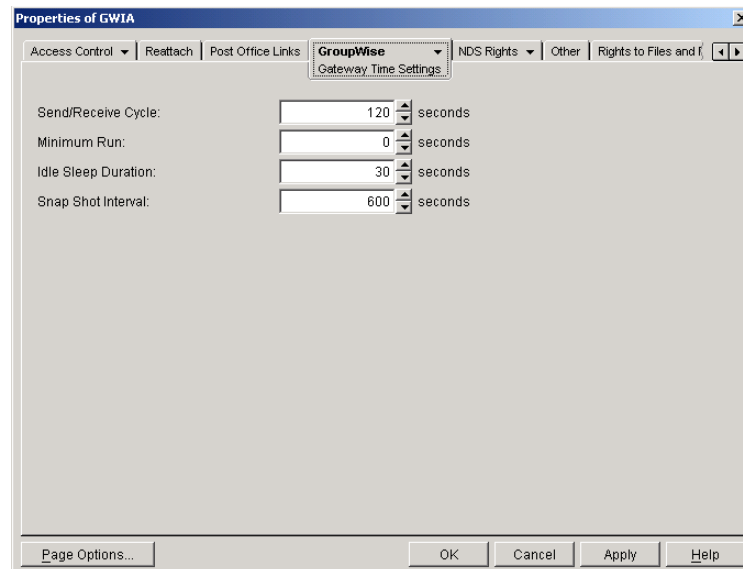 Properties of GWIA
Access Control Reattach Post Office Links GroupWise NDS Rights Other Rights to Files and
Gateway Time Settings
Send/Receive Cycle: 120 seconds
Minimum Run: 0 seconds
Idle Sleep Duration: 30 seconds
Snap Shot Interval: 600 seconds
Page Options... OK Cancel Apply Help